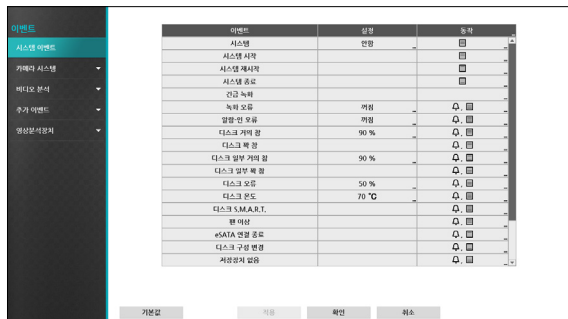 이벤트
시스템 이벤트
카메라 시스템
비디오 분석
추가 이벤트
영상분석장치
이벤트 설정 동작
시스템 안함
시스템 시작
시스템 재시작
시스템 종료
긴급 녹화
녹화 오류 꺼짐
알람-인 오류 꺼짐
디스크 거의 참 90 %
디스크 꽉 참
디스크 일부 거의 참 90 %
디스크 일부 꽉 참
디스크 오류 50 %
디스크 온도 70 °C
디스크 S.M.A.R.T.
팬 이상
eSATA 연결 종료
디스크 구성 변경
저장장치 없음
기본값 적용 확인 취소